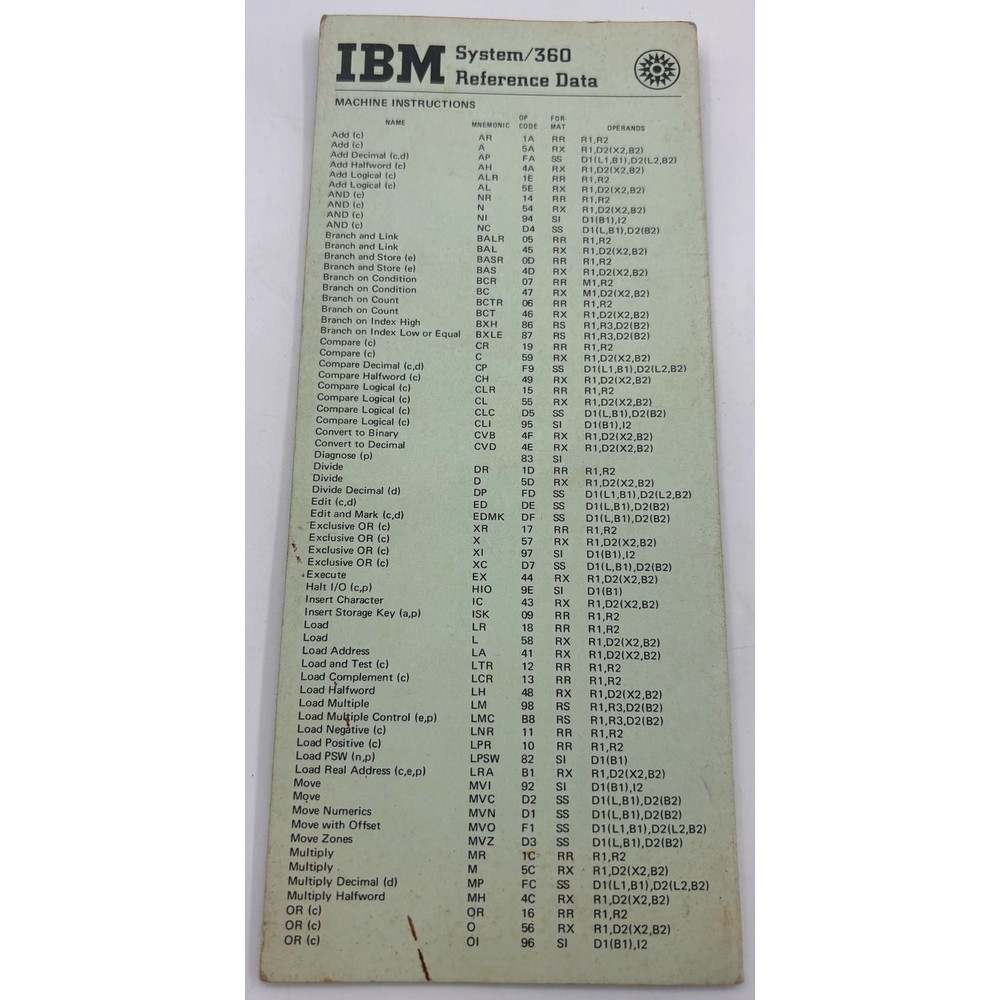 IBM System/360
Reference Data
MACHINE INSTRUCTIONS
NAME MNEMONIC OP CODE FOR- MAT OPERANDS
Add (c) AR 1A RR R1,R2
Add (c) A 5A RX R1,D2(X2,B2)
Add Decimal (c,d) AP FA SS D1(L1,B1),D2(L2,B2)
Add Halfword (c) AH 4A RX R1,D2(X2,B2)
Add Logical (c) ALR 1E RR R1,R2
Add Logical (c) AL 5E RX R1,D2(X2,B2)
AND (c) NR 14 RR R1,R2
AND (c) N 54 RX R1,D2(X2,B2)
AND (c) NI 94 SI D1(B1),I2
AND (c) NC D4 SS D1(L,B1),D2(B2)
Branch and Link BALR 05 RR R1,R2
Branch and Link BAL 45 RX R1,D2(X2,B2)
Branch and Store (e) BASR 0D RR R1,R2
Branch and Store (e) BAS 4D RX R1,D2(X2,B2)
Branch on Condition BCR 07 RR M1,R2
Branch on Condition BC 47 RX M1,D2(X2,B2)
Branch on Count BCTR 06 RR R1,R2
Branch on Count BCT 46 RX R1,D2(X2,B2)
Branch on Index High BXH 86 RS R1,R3,D2(B2)
Branch on Index Low or Equal BXLE 87 RS R1,R3,D2(B2)
Compare (c) CR 19 RR R1,R2
Compare (c) C 59 RX R1,D2(X2,B2)
Compare Decimal (c,d) CP F9 SS D1(L1,B1),D2(L2,B2)
Compare Halfword (c) CH 49 RX R1,D2(X2,B2)
Compare Logical (c) CLR 15 RR R1,R2
Compare Logical (c) CL 55 RX R1,D2(X2,B2)
Compare Logical (c) CLC D5 SS D1(L,B1),D2(B2)
Compare Logical (c) CLI 95 SI D1(B1),I2
Convert to Binary CVB 4F RX R1,D2(X2,B2)
Convert to Decimal CVD 4E RX R1,D2(X2,B2)
Diagnose (p) 83 SI
Divide DR 1D RR R1,R2
Divide D 5D RX R1,D2(X2,B2)
Divide Decimal (d) DP FD SS D1(L1,B1),D2(L2,B2)
Edit (c,d) ED DE SS D1(L,B1),D2(B2)
Edit and Mark (c,d) EDMK DF SS D1(L,B1),D2(B2)
Exclusive OR (c) XR 17 RR R1,R2
Exclusive OR (c) X 57 RX R1,D2(X2,B2)
Exclusive OR (c) XI 97 SI D1(B1),I2
Exclusive OR (c) XC D7 SS D1(L,B1),D2(B2)
Execute EX 44 RX R1,D2(X2,B2)
Halt I/O (c,p) HIO 9E SI D1(B1)
Insert Character IC 43 RX R1,D2(X2,B2)
Insert Storage Key (a,p) ISK 09 RR R1,R2
Load LR 18 RR R1,R2
Load L 58 RX R1,D2(X2,B2)
Load Address LA 41 RX R1,D2(X2,B2)
Load and Test (c) LTR 12 RR R1,R2
Load Complement (c) LCR 13 RR R1,R2
Load Halfword LH 48 RX R1,D2(X2,B2)
Load Multiple LM 98 RS R1,R3,D2(B2)
Load Multiple Control (e,p) LMC B8 RS R1,R3,D2(B2)
Load Negative (c) LNR 11 RR R1,R2
Load Positive (c) LPR 10 RR R1,R2
Load PSW (n,p) LPSW 82 SI D1(B1)
Load Real Address (c,e,p) LRA B1 RX R1,D2(X2,B2)
Move MVI 92 SI D1(B1),I2
Move MVC D2 SS D1(L,B1),D2(B2)
Move Numerics MVN D1 SS D1(L,B1),D2(B2)
Move with Offset MVO F1 SS D1(L1,B1),D2(L2,B2)
Move Zones MVZ D3 SS D1(L,B1),D2(B2)
Multiply MR 1C RR R1,R2
Multiply M 5C RX R1,D2(X2,B2)
Multiply Decimal (d) MP FC SS D1(L1,B1),D2(L2,B2)
Multiply Halfword MH 4C RX R1,D2(X2,B2)
OR (c) OR 16 RR R1,R2
OR (c) O 56 RX R1,D2(X2,B2)
OR (c) OI 96 SI D1(B1),I2